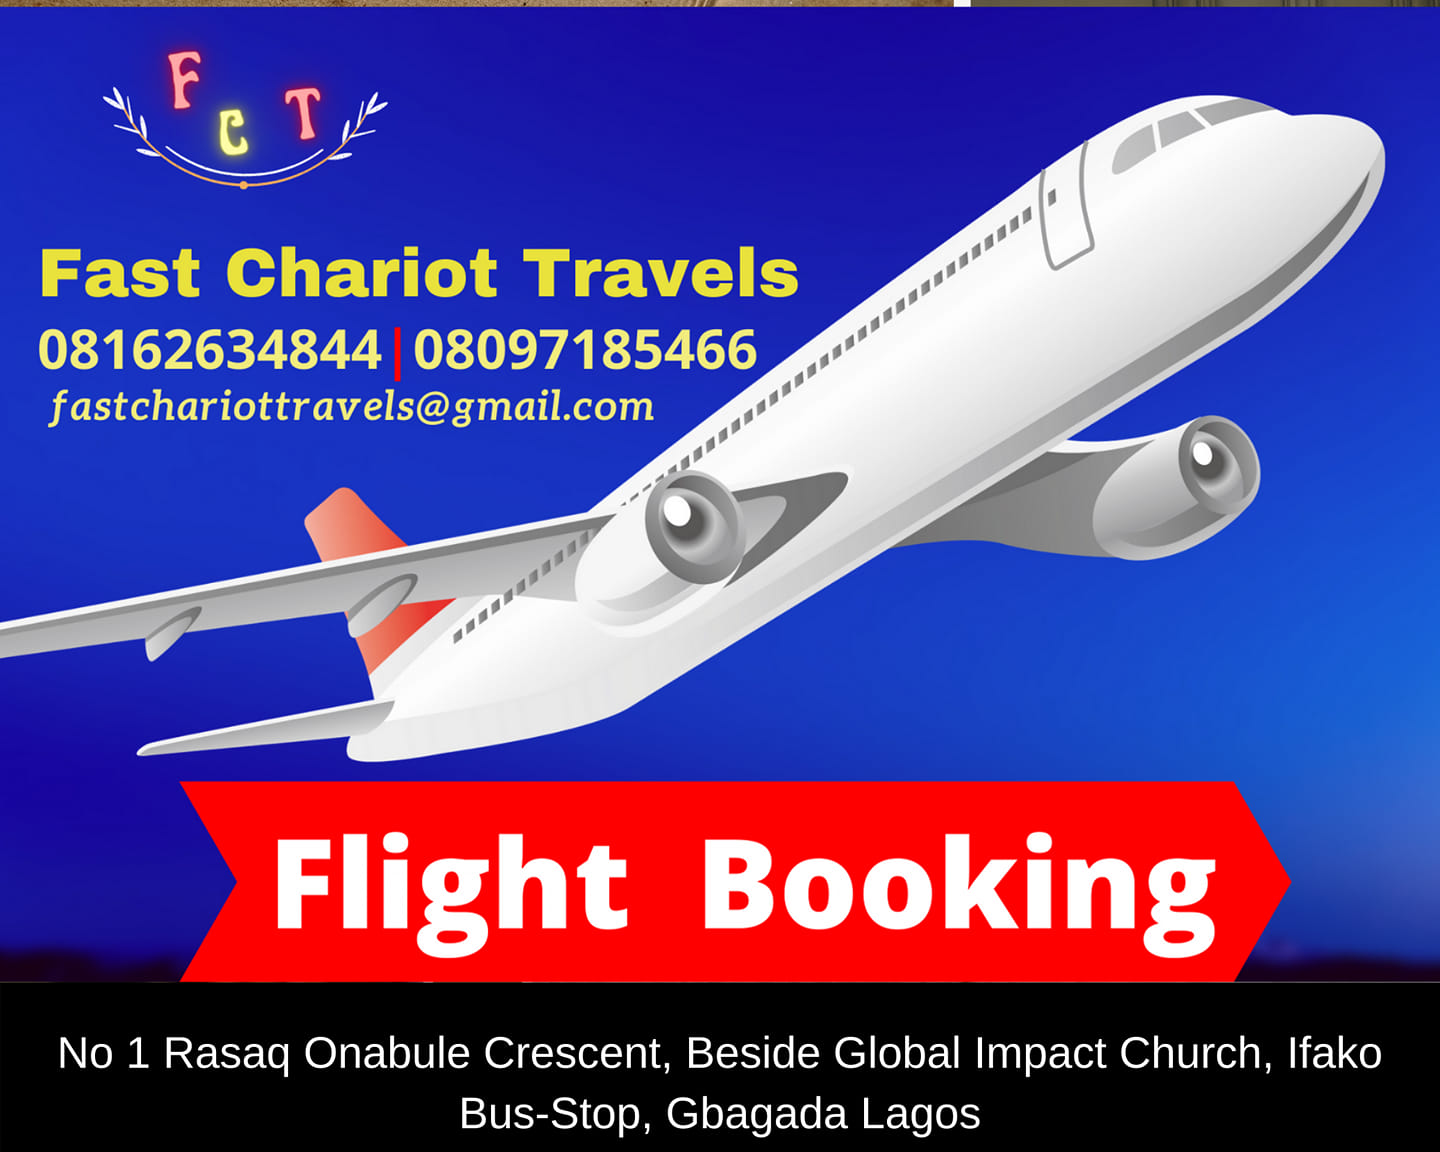 F C T
Fast Chariot Travels
08162634844|08097185466
fastchariottravels@gmail.com
Flight Booking
No 1 Rasaq Onabule Crescent, Beside Global Impact Church, Ifako
Bus-Stop, Gbagada Lagos